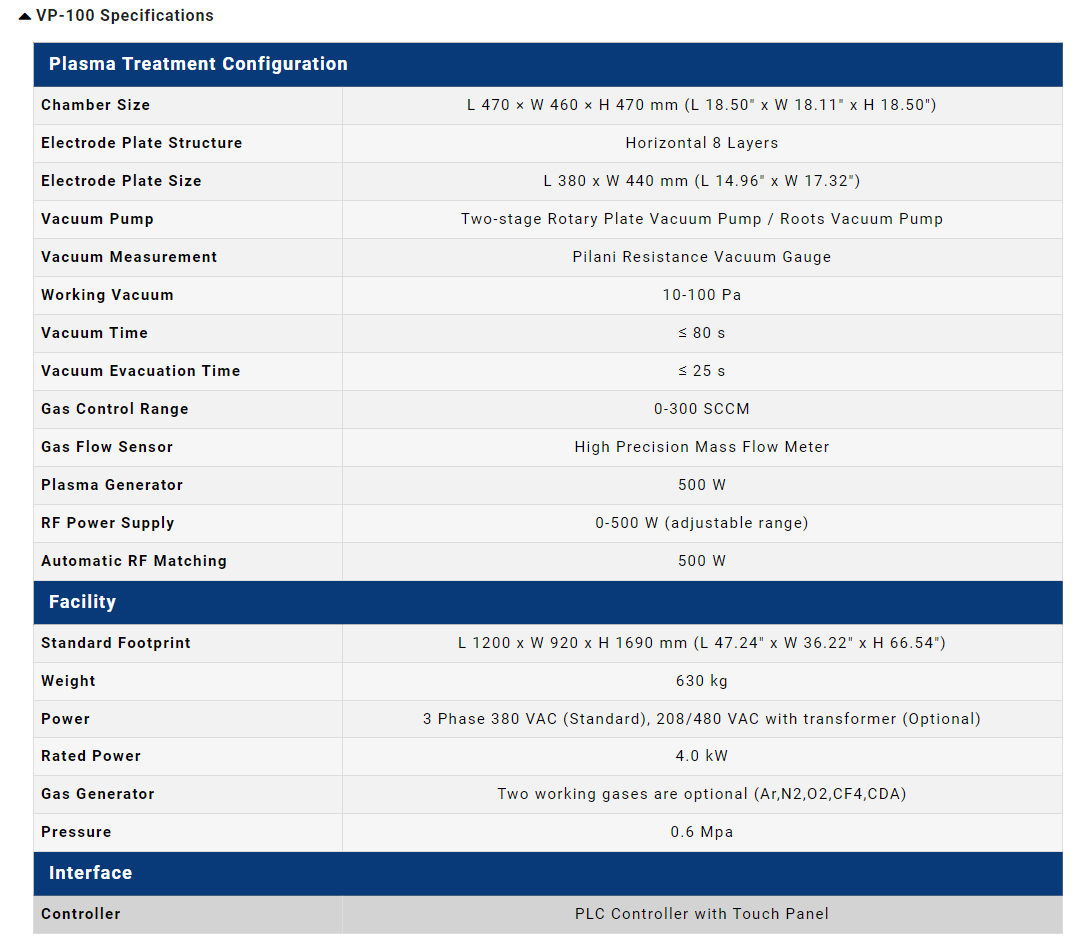 VP-100 Specifications
Plasma Treatment Configuration
Chamber Size L 470 × W 460 × H 470 mm (L 18.50" x W 18.11" x H 18.50")
Electrode Plate Structure Horizontal 8 Layers
Electrode Plate Size L 380 x W 440 mm (L 14.96" x W 17.32")
Vacuum Pump Two-stage Rotary Plate Vacuum Pump / Roots Vacuum Pump
Vacuum Measurement Pilani Resistance Vacuum Gauge
Working Vacuum 10-100 Pa
Vacuum Time ≤ 80 s
Vacuum Evacuation Time ≤ 25 s
Gas Control Range 0-300 SCCM
Gas Flow Sensor High Precision Mass Flow Meter
Plasma Generator 500 W
RF Power Supply 0-500 W (adjustable range)
Automatic RF Matching 500 W
Facility
Standard Footprint L 1200 x W 920 x H 1690 mm (L 47.24" x W 36.22" x H 66.54")
Weight 630 kg
Power 3 Phase 380 VAC (Standard), 208/480 VAC with transformer (Optional)
Rated Power 4.0 kW
Gas Generator Two working gases are optional (Ar,N2,O2,CF4,CDA)
Pressure 0.6 Mpa
Interface
Controller PLC Controller with Touch Panel